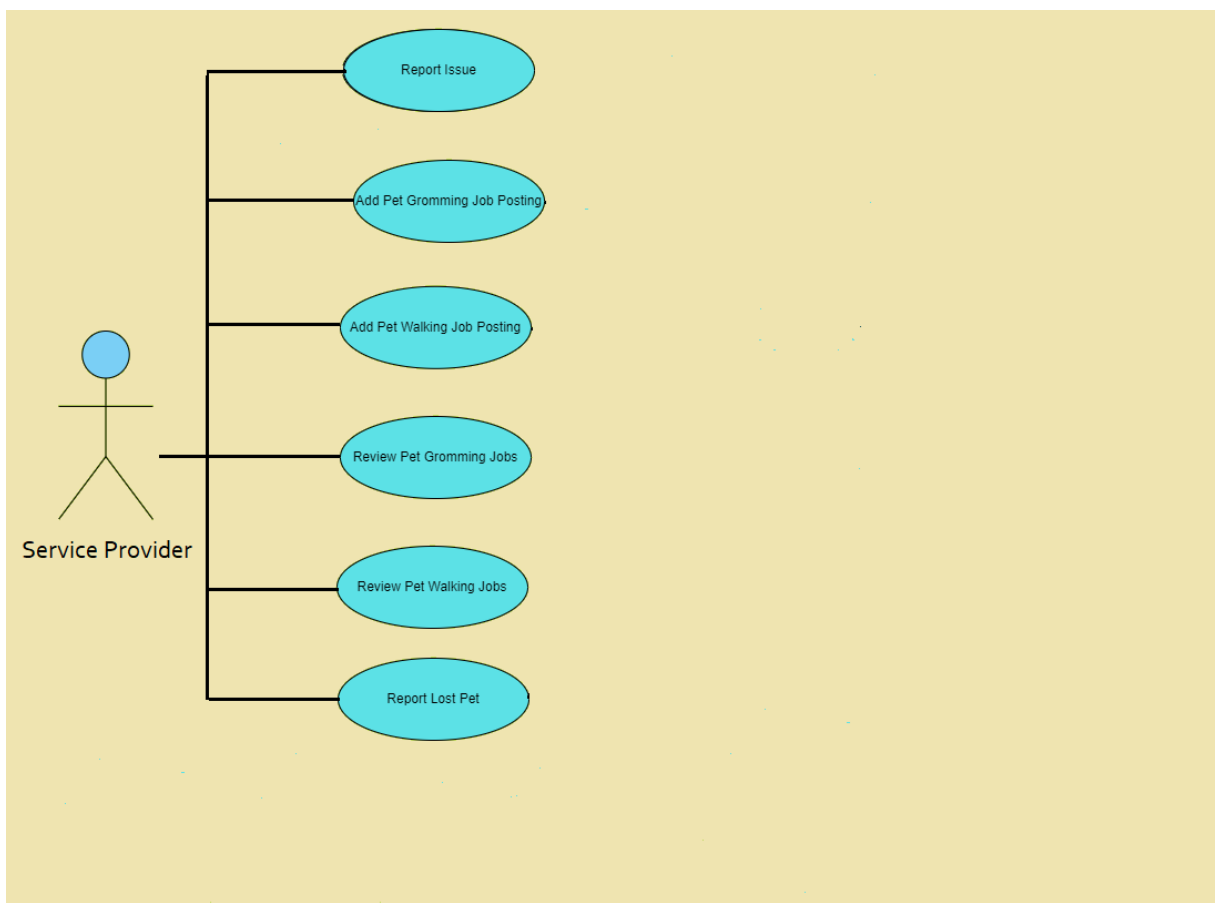 Report Issue
Add Pet Gromming Job Posting
Add Pet Walking Job Posting
Review Pet Gromming Jobs
Service Provider
Review Pet Walking Jobs
Report Lost Pet